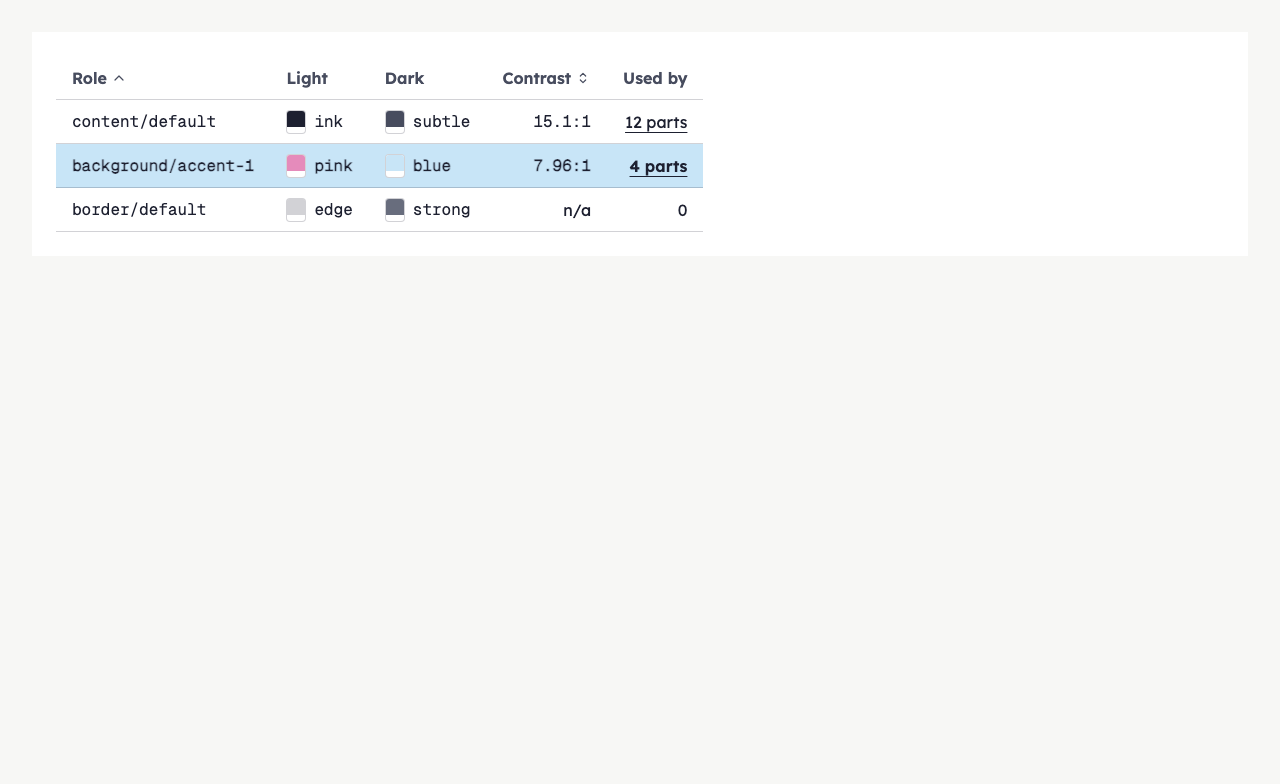 Role Light Dark Contrast Used by
content/default ink subtle 15.1:1 12 parts
background/accent-1 pink blue 7.96:1 4 parts
border/default edge strong n/a 0